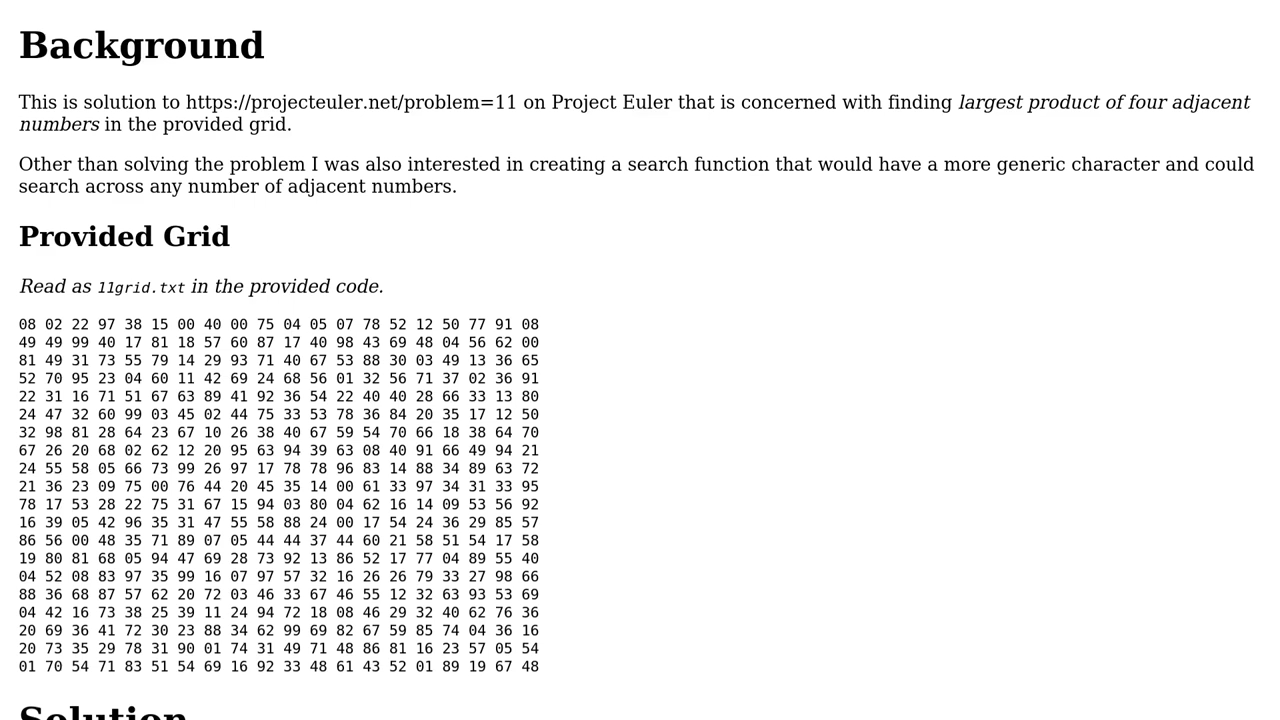 Background
This is solution to https://projecteuler.net/problem=11 on Project Euler that is concerned with finding largest product of four adjacent
numbers in the provided grid.
Other than solving the problem I was also interested in creating a search function that would have a more generic character and could
search across any number of adjacent numbers.
Provided Grid
Read as 11grid.txt in the provided code.
08 02 22 97 38 15 00 40 00 75 04 05 07 78 52 12 50 77 91 08
49 49 99 40 17 81 18 57 60 87 17 40 98 43 69 48 04 56 62 00
81 49 31 73 55 79 14 29 93 71 40 67 53 88 30 03 49 13 36 65
52 70 95 23 04 60 11 42 69 24 68 56 01 32 56 71 37 02 36 91
22 31 16 71 51 67 63 89 41 92 36 54 22 40 40 28 66 33 13 80
24 47 32 60 99 03 45 02 44 75 33 53 78 36 84 20 35 17 12 50
32 98 81 28 64 23 67 10 26 38 40 67 59 54 70 66 18 38 64 70
67 26 20 68 02 62 12 20 95 63 94 39 63 08 40 91 66 49 94 21
24 55 58 05 66 73 99 26 97 17 78 78 96 83 14 88 34 89 63 72
21 36 23 09 75 00 76 44 20 45 35 14 00 61 33 97 34 31 33 95
78 17 53 28 22 75 31 67 15 94 03 80 04 62 16 14 09 53 56 92
16 39 05 42 96 35 31 47 55 58 88 24 00 17 54 24 36 29 85 57
86 56 00 48 35 71 89 07 05 44 44 37 44 60 21 58 51 54 17 58
19 80 81 68 05 94 47 69 28 73 92 13 86 52 17 77 04 89 55 40
04 52 08 83 97 35 99 16 07 97 57 32 16 26 26 79 33 27 98 66
88 36 68 87 57 62 20 72 03 46 33 67 46 55 12 32 63 93 53 69
04 42 16 73 38 25 39 11 24 94 72 18 08 46 29 32 40 62 76 36
20 69 36 41 72 30 23 88 34 62 99 69 82 67 59 85 74 04 36 16
20 73 35 29 78 31 90 01 74 31 49 71 48 86 81 16 23 57 05 54
01 70 54 71 83 51 54 69 16 92 33 48 61 43 52 01 89 19 67 48
Solution